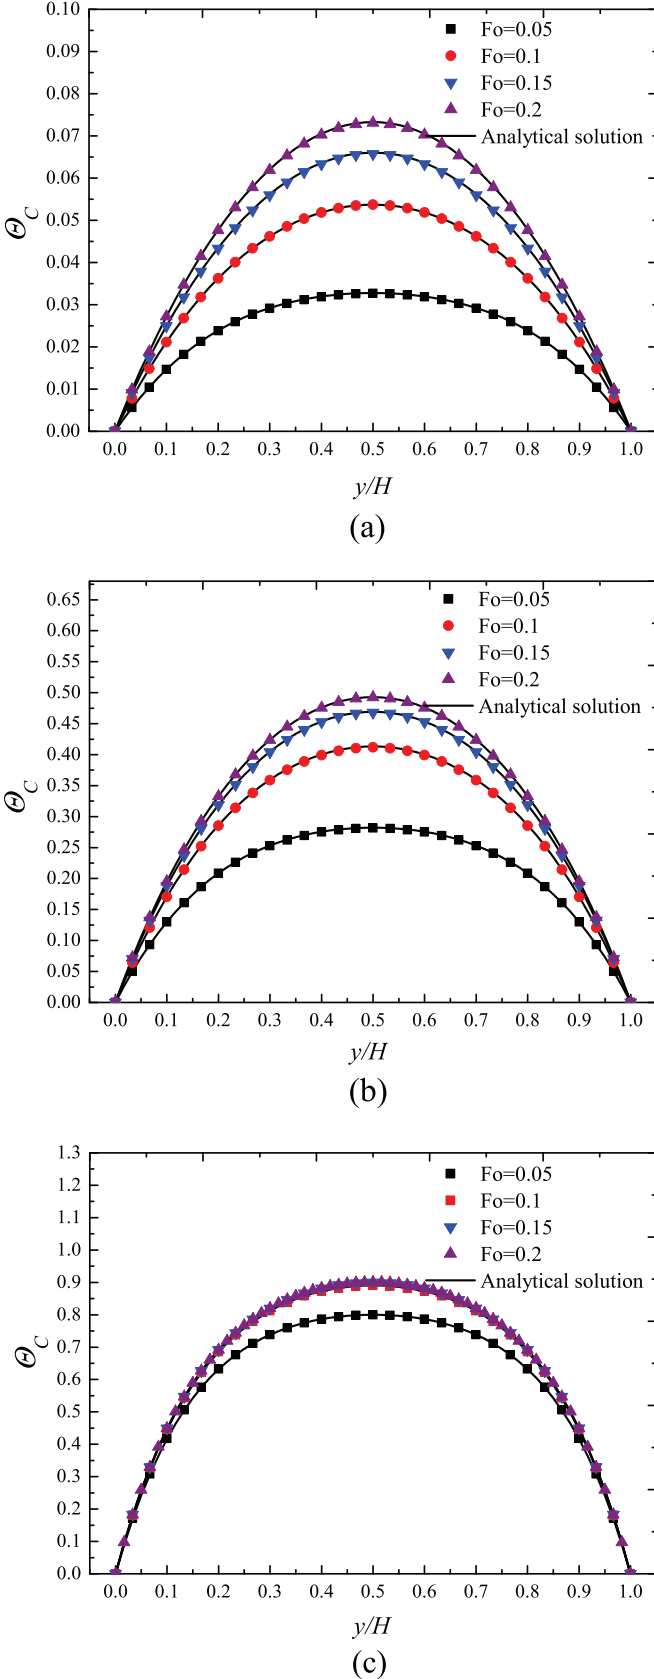 0.10
0.09
0.08
0.07
0.06
0.05
0.04
0.03
0.02
0.01
0.00
Θ_C
Fo=0.05
Fo=0.1
Fo=0.15
Fo=0.2
Analytical solution
0.0 0.1 0.2 0.3 0.4 0.5 0.6 0.7 0.8 0.9 1.0
y/H
(a)
0.65
0.60
0.55
0.50
0.45
0.40
0.35
0.30
0.25
0.20
0.15
0.10
0.05
0.00
Θ_C
Fo=0.05
Fo=0.1
Fo=0.15
Fo=0.2
Analytical solution
0.0 0.1 0.2 0.3 0.4 0.5 0.6 0.7 0.8 0.9 1.0
y/H
(b)
1.3
1.2
1.1
1.0
0.9
0.8
0.7
0.6
0.5
0.4
0.3
0.2
0.1
0.0
Θ_C
Fo=0.05
Fo=0.1
Fo=0.15
Fo=0.2
Analytical solution
0.0 0.1 0.2 0.3 0.4 0.5 0.6 0.7 0.8 0.9 1.0
y/H
(c)